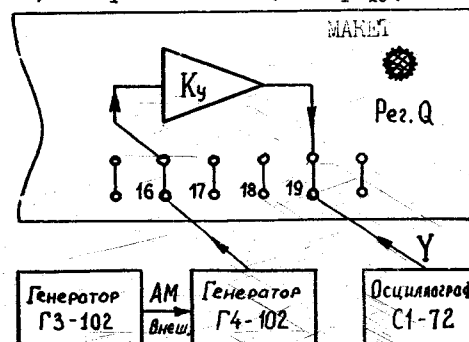 МАКЕТ
Kу
Рег. Q
16 17 18 19
Y
Генератор
Г3-102
АМ
Внеш.
Генератор
Г4-102
Осциллограф
С1-72